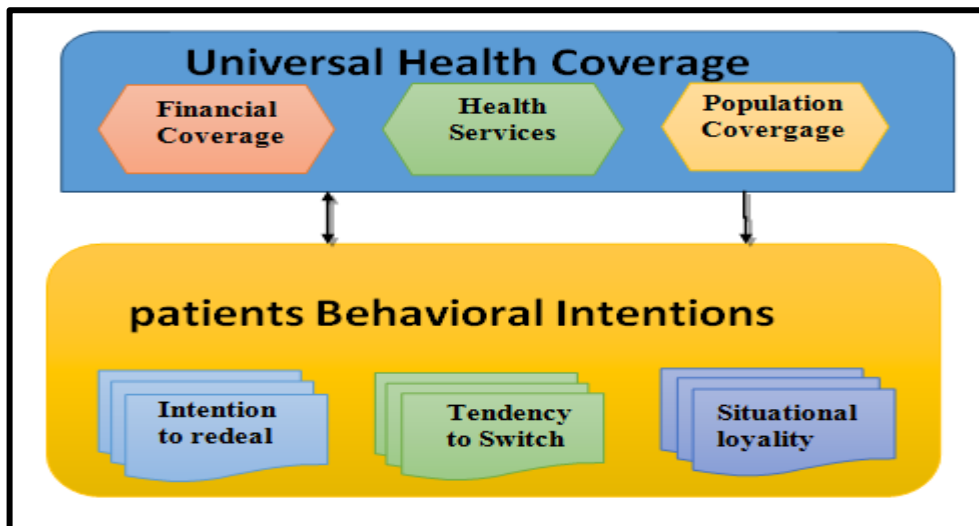 Universal Health Coverage
Financial
Coverage
Health
Services
Population
Covergage
patients Behavioral Intentions
Intention
to redeal
Tendency
to Switch
Situational
loyality